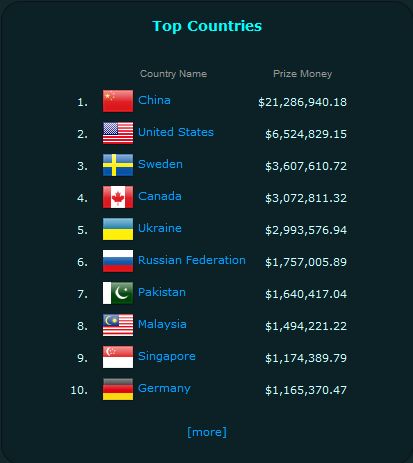 Top Countries
Country Name Prize Money
1. China $21,286,940.18
2. United States $6,524,829.15
3. Sweden $3,607,610.72
4. Canada $3,072,811.32
5. Ukraine $2,993,576.94
6. Russian Federation $1,757,005.89
7. Pakistan $1,640,417.04
8. Malaysia $1,494,221.22
9. Singapore $1,174,389.79
10. Germany $1,165,370.47
[more]